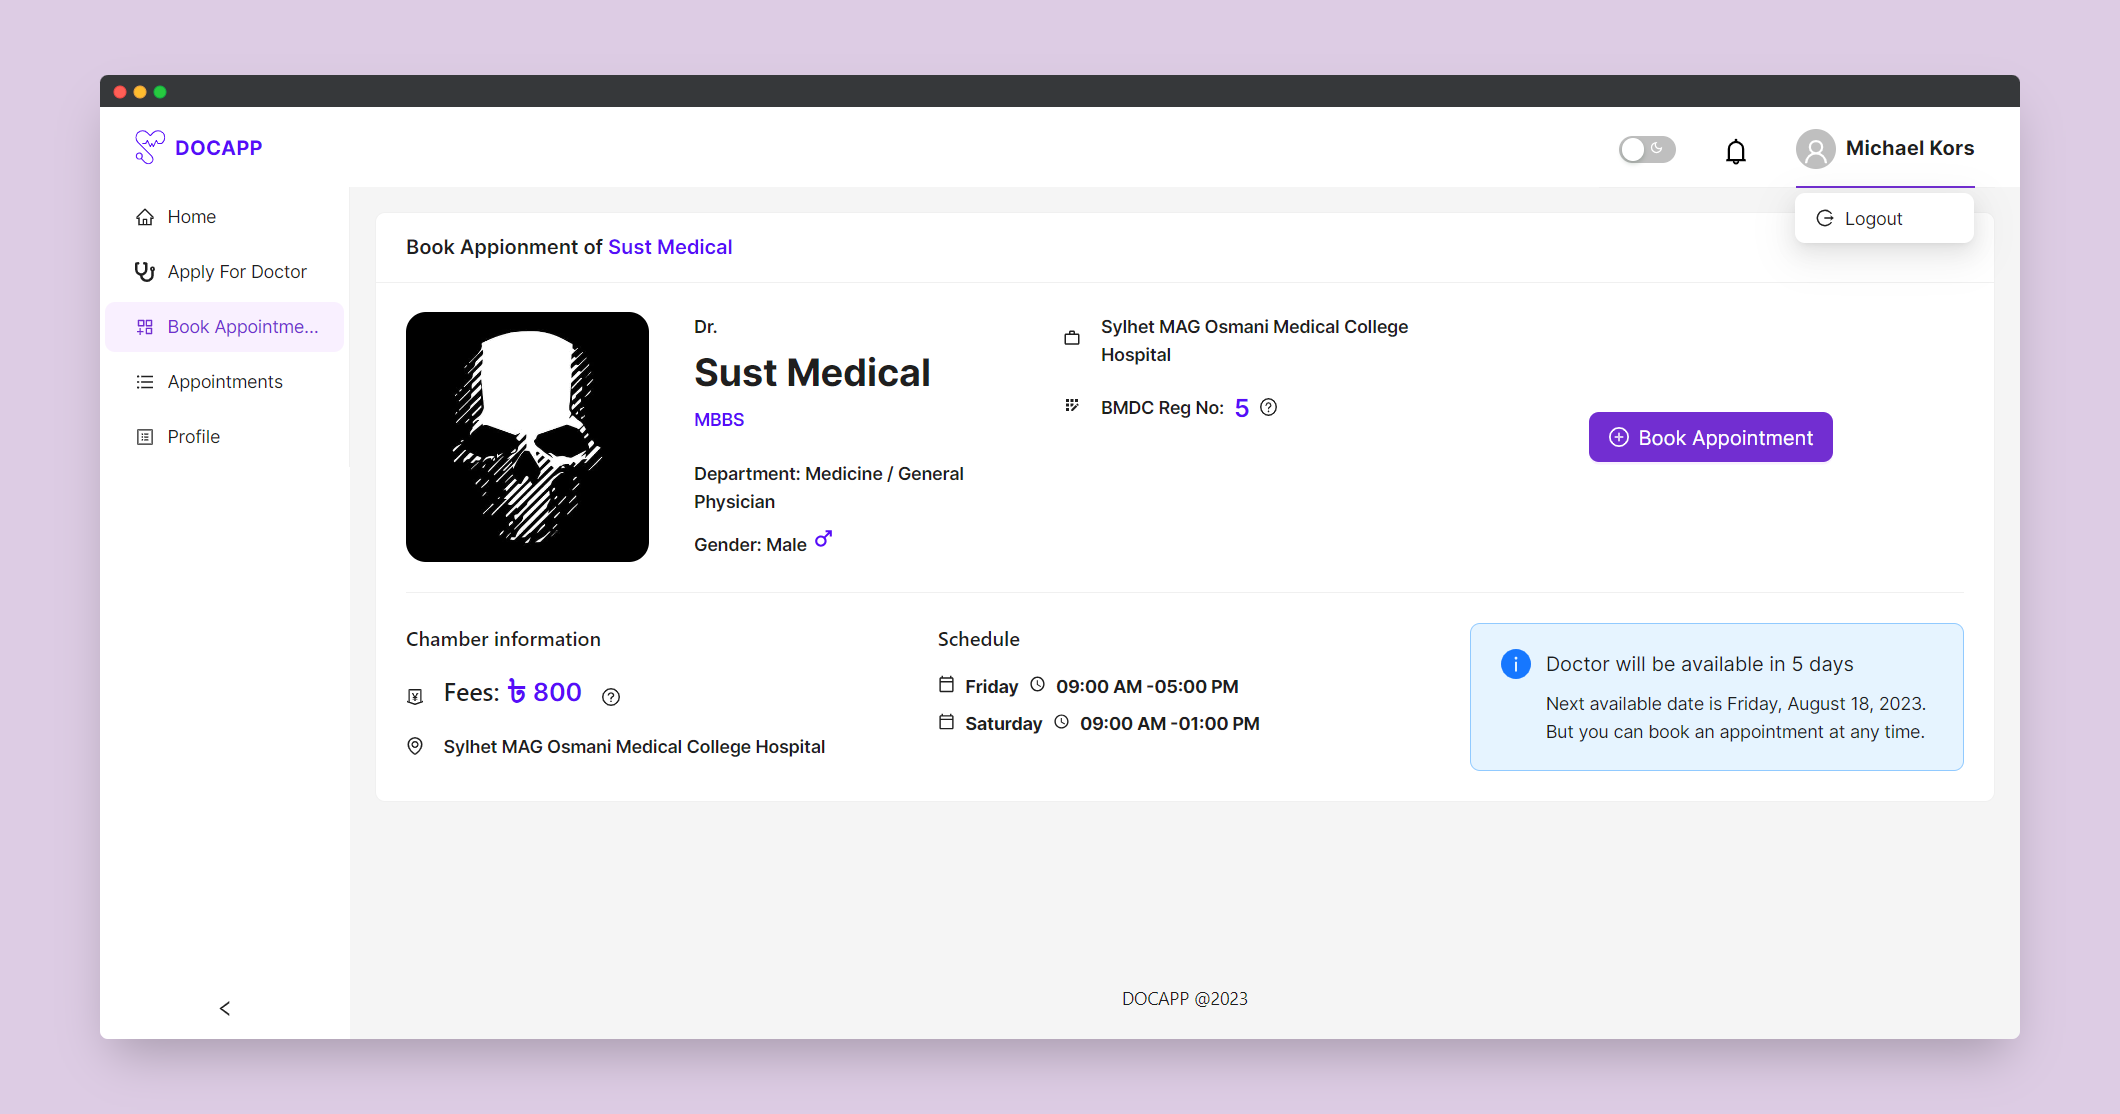 DOCAPP
Michael Kors
Logout
Home
Apply For Doctor
Book Appointme...
Appointments
Profile
Book Appionment of Sust Medical
Dr.
Sust Medical
MBBS
Department: Medicine / General
Physician
Gender: Male
Sylhet MAG Osmani Medical College
Hospital
BMDC Reg No: 5
Book Appointment
Chamber information
Fees: ৳ 800
Sylhet MAG Osmani Medical College Hospital
Schedule
Friday 09:00 AM -05:00 PM
Saturday 09:00 AM -01:00 PM
Doctor will be available in 5 days
Next available date is Friday, August 18, 2023.
But you can book an appointment at any time.
DOCAPP @2023